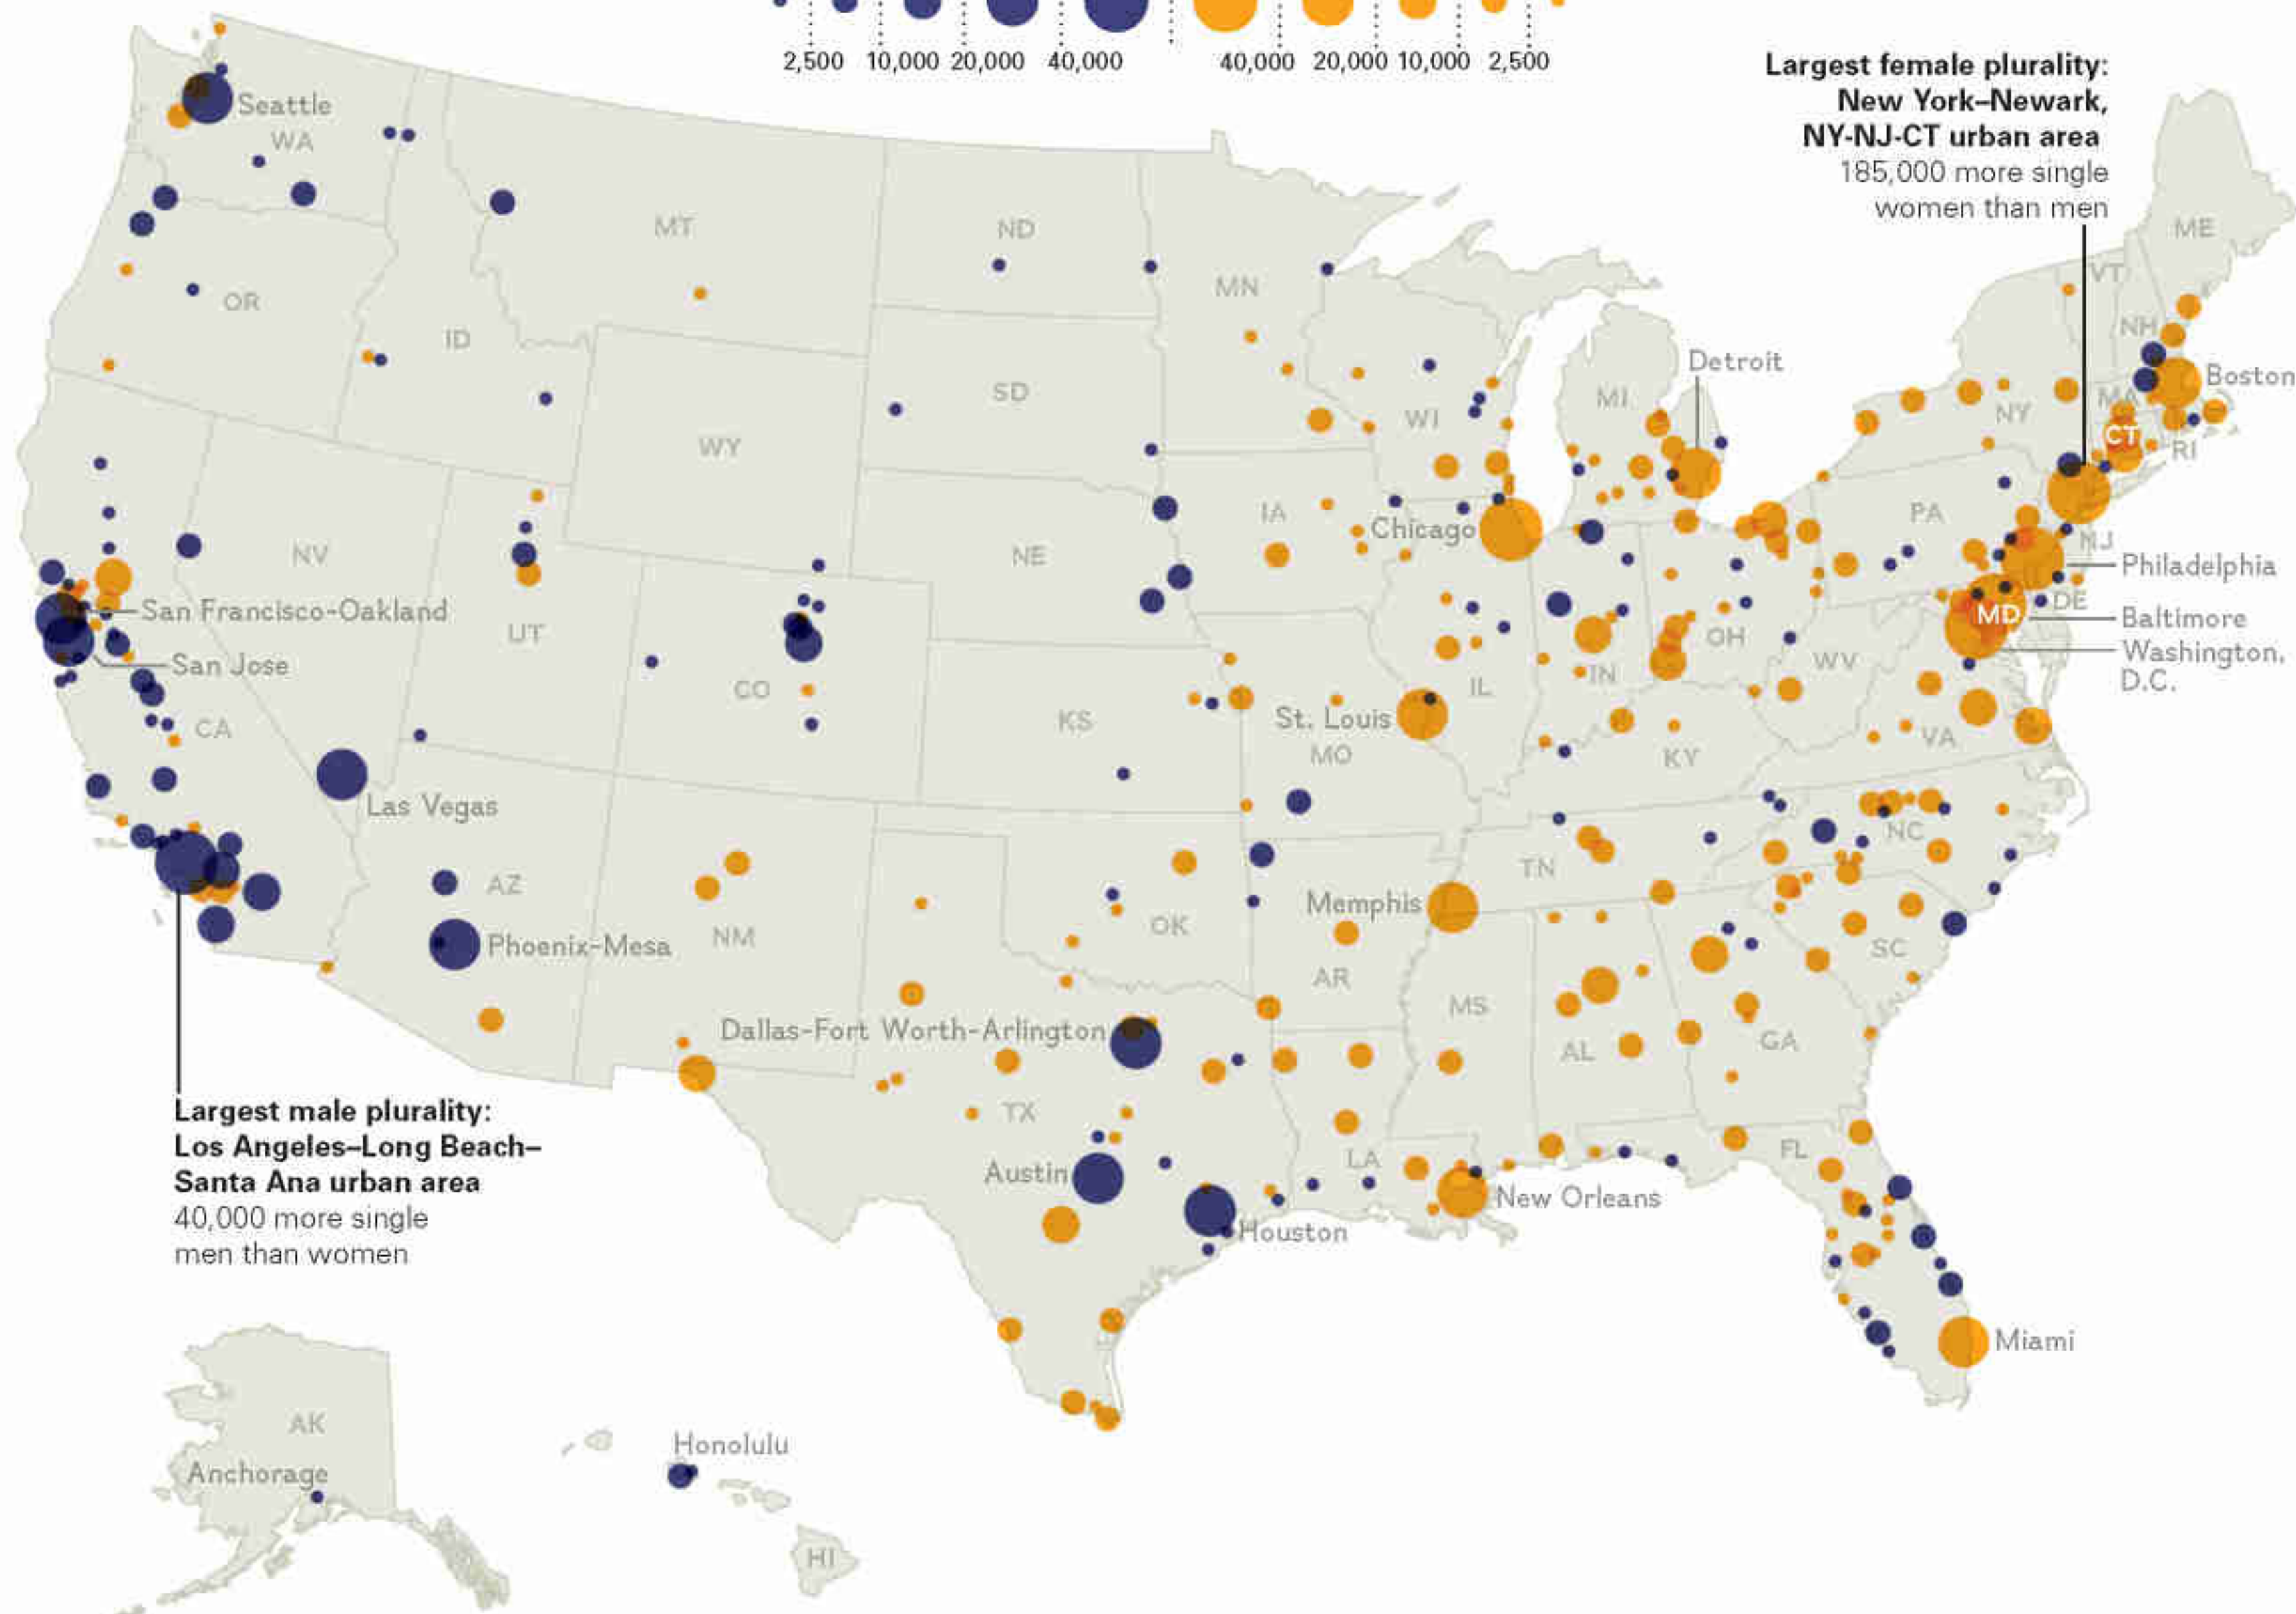 2,500 10,000 20,000 40,000 40,000 20,000 10,000 2,500
Largest female plurality:
New York–Newark,
NY-NJ-CT urban area
185,000 more single
women than men
Seattle
WA
MT
ND
MN
OR
ID
SD
WI
MI
Detroit
ME
VT
NH
Boston
MA
NY
CT
RI
WY
NV
UT
NE
IA
Chicago
PA
NJ
Philadelphia
DE
MD
Baltimore
Washington,
D.C.
San Francisco-Oakland
San Jose
CA
CO
KS
St. Louis
MO
IL
IN
OH
WV
VA
KY
Las Vegas
AZ
Phoenix-Mesa
NM
OK
Memphis
TN
NC
AR
SC
MS
AL
GA
Dallas-Fort Worth-Arlington
TX
Austin
Houston
LA
New Orleans
FL
Miami
Largest male plurality:
Los Angeles–Long Beach–
Santa Ana urban area
40,000 more single
men than women
AK
Anchorage
Honolulu
HI